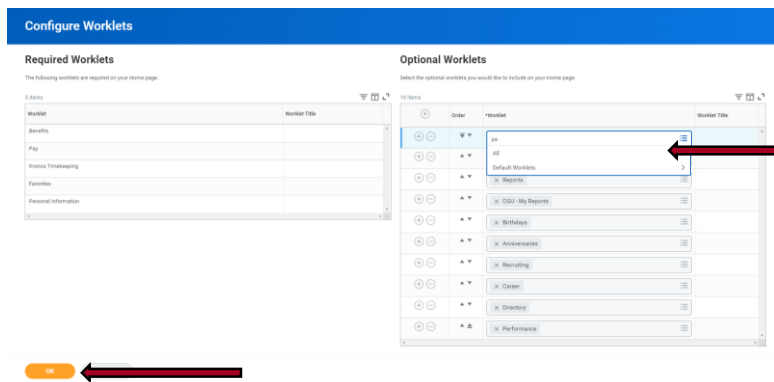 Configure Worklets
Required Worklets
The following worklets are required on your Home page.
5 items
Worklet Worklet Title
Benefits
Pay
Kronos Timekeeping
Favorites
Personal Information
OK
Optional Worklets
Select the optional worklets you would like to include on your Home page.
10 items
Order *Worklet Worklet Title
All
Default Worklets
× Reports
× CGU - My Reports
× Birthdays
× Anniversaries
× Recruiting
× Career
× Directory
× Performance